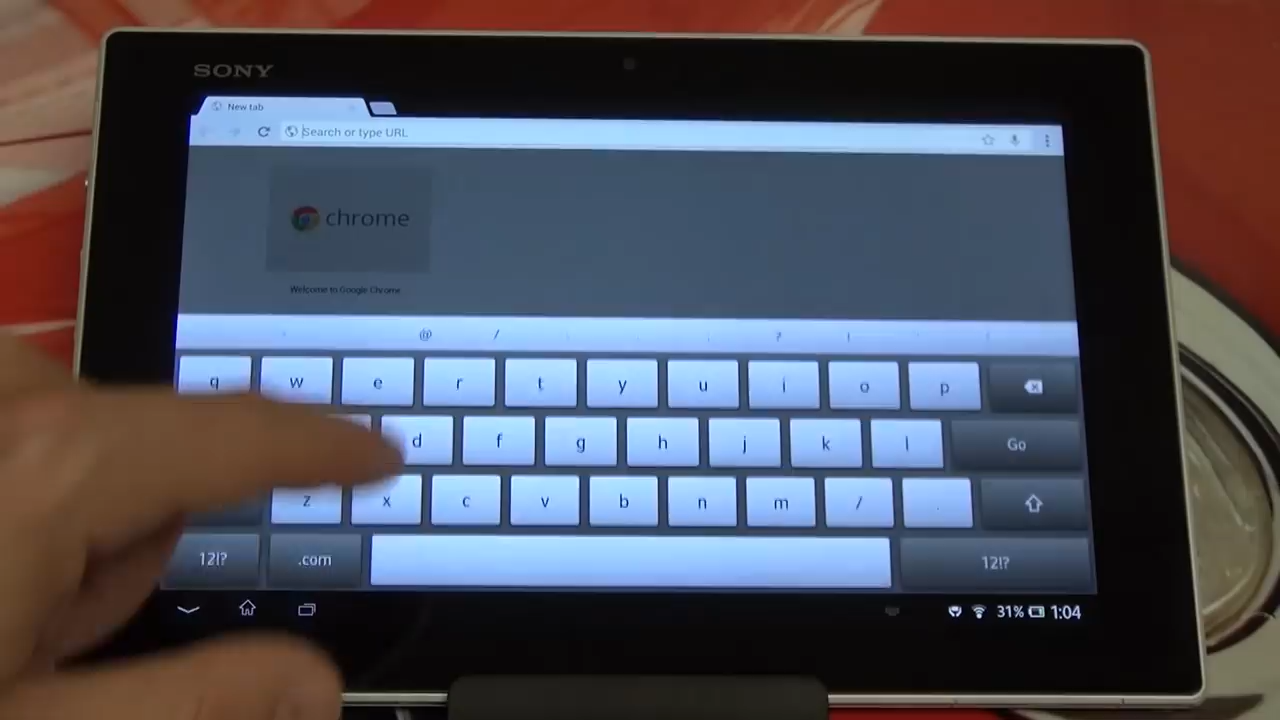 SONY
New tab
Search or type URL
chrome
Welcome to Google Chrome
@ / ? !
q w e r t y u i o p
d f g h j k l Go
z x c v b n m / .
12!? .com 12!?
31% 1:04